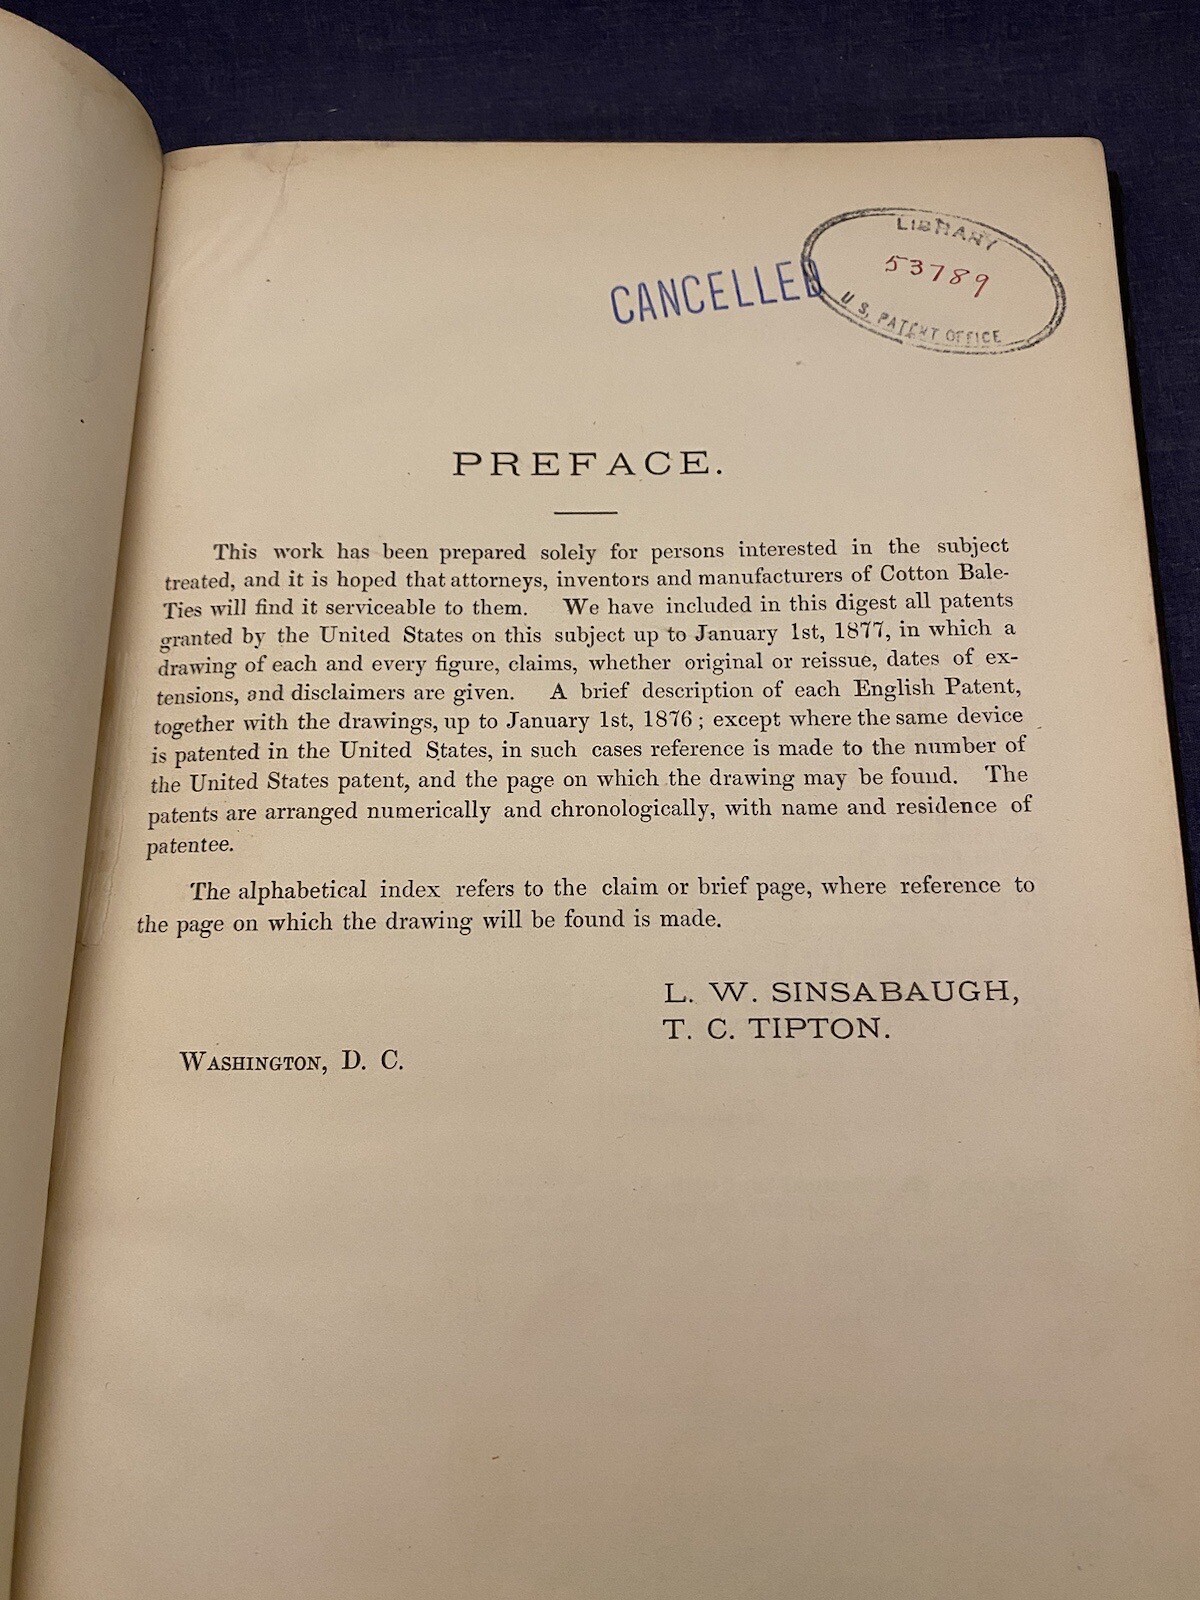 CANCELLED
LIBRARY
53789
U.S. PATENT OFFICE
PREFACE.
This work has been prepared solely for persons interested in the subject
treated, and it is hoped that attorneys, inventors and manufacturers of Cotton Bale-
Ties will find it serviceable to them. We have included in this digest all patents
granted by the United States on this subject up to January 1st, 1877, in which a
drawing of each and every figure, claims, whether original or reissue, dates of ex-
tensions, and disclaimers are given. A brief description of each English Patent,
together with the drawings, up to January 1st, 1876; except where the same device
is patented in the United States, in such cases reference is made to the number of
the United States patent, and the page on which the drawing may be found. The
patents are arranged numerically and chronologically, with name and residence of
patentee.
The alphabetical index refers to the claim or brief page, where reference to
the page on which the drawing will be found is made.
L. W. SINSABAUGH,
T. C. TIPTON.
WASHINGTON, D. C.